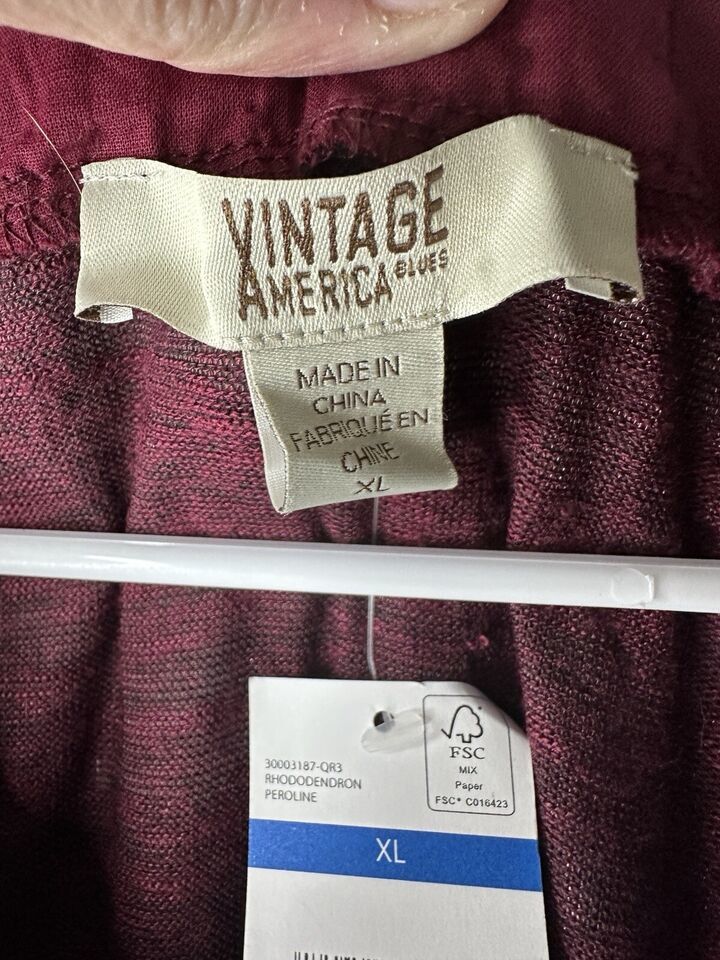 VINTAGE
AMERICA BLUES
MADE IN
CHINA
FABRIQUÉ EN
CHINE
XL
30003187-QR3
RHODODENDRON
PEROLINE
FSC
MIX
Paper
FSC® C016423
XL